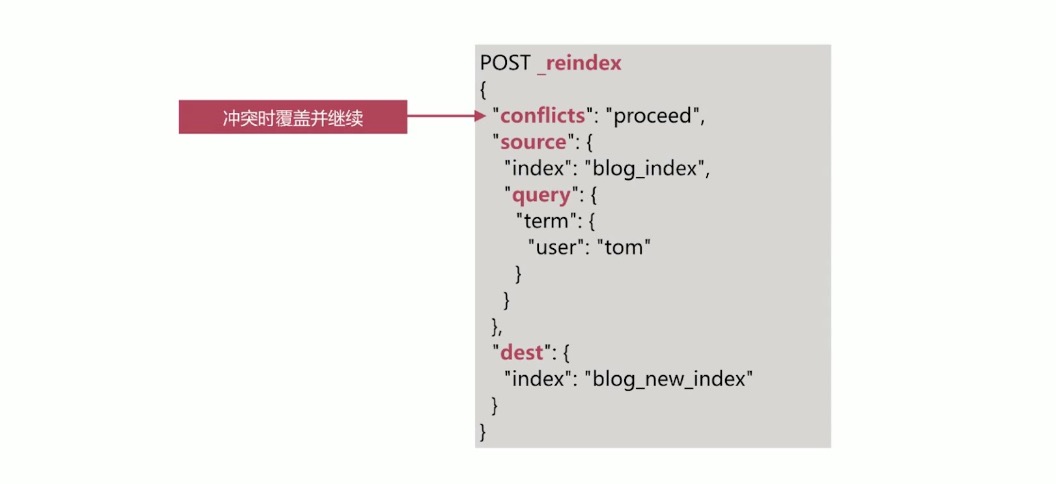 POST _reindex
{
冲突时覆盖并继续
"conflicts": "proceed",
"source": {
"index": "blog_index",
"query": {
"term": {
"user": "tom"
}
}
},
"dest": {
"index": "blog_new_index"
}
}